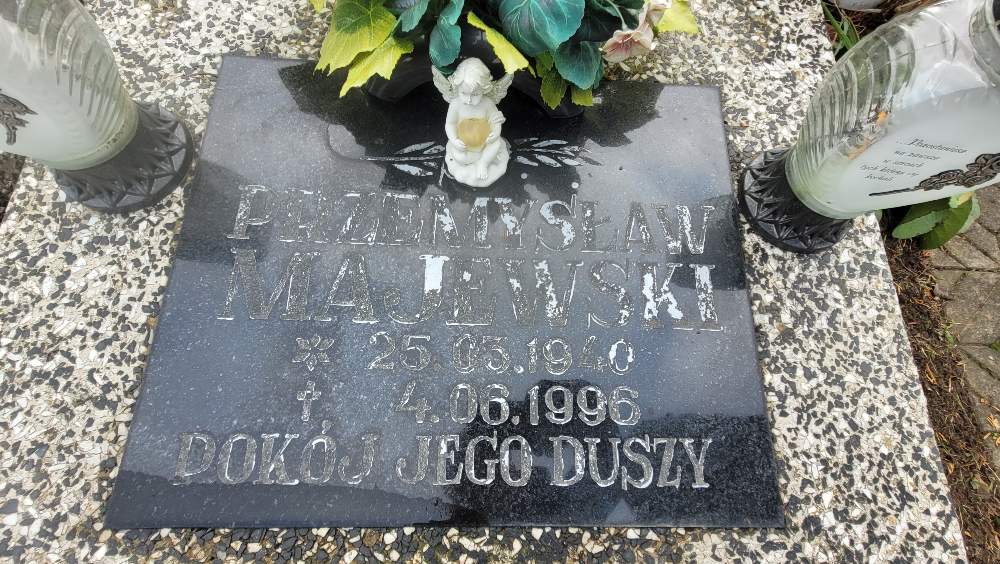 PRZEMYSŁAW
MAJEWSKI
* 25.03.1940
† 4.06.1996
POKÓJ JEGO DUSZY